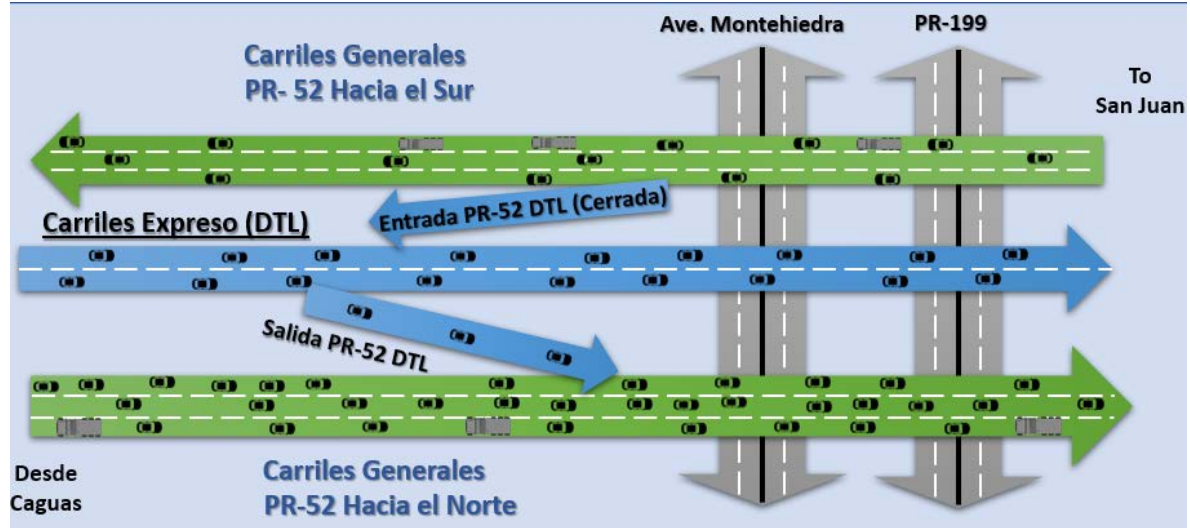 Ave. Montehiedra
PR-199
Carriles Generales
PR- 52 Hacia el Sur
To
San Juan
Entrada PR-52 DTL (Cerrada)
Carriles Expreso (DTL)
Salida PR-52 DTL
Desde
Caguas
Carriles Generales
PR-52 Hacia el Norte